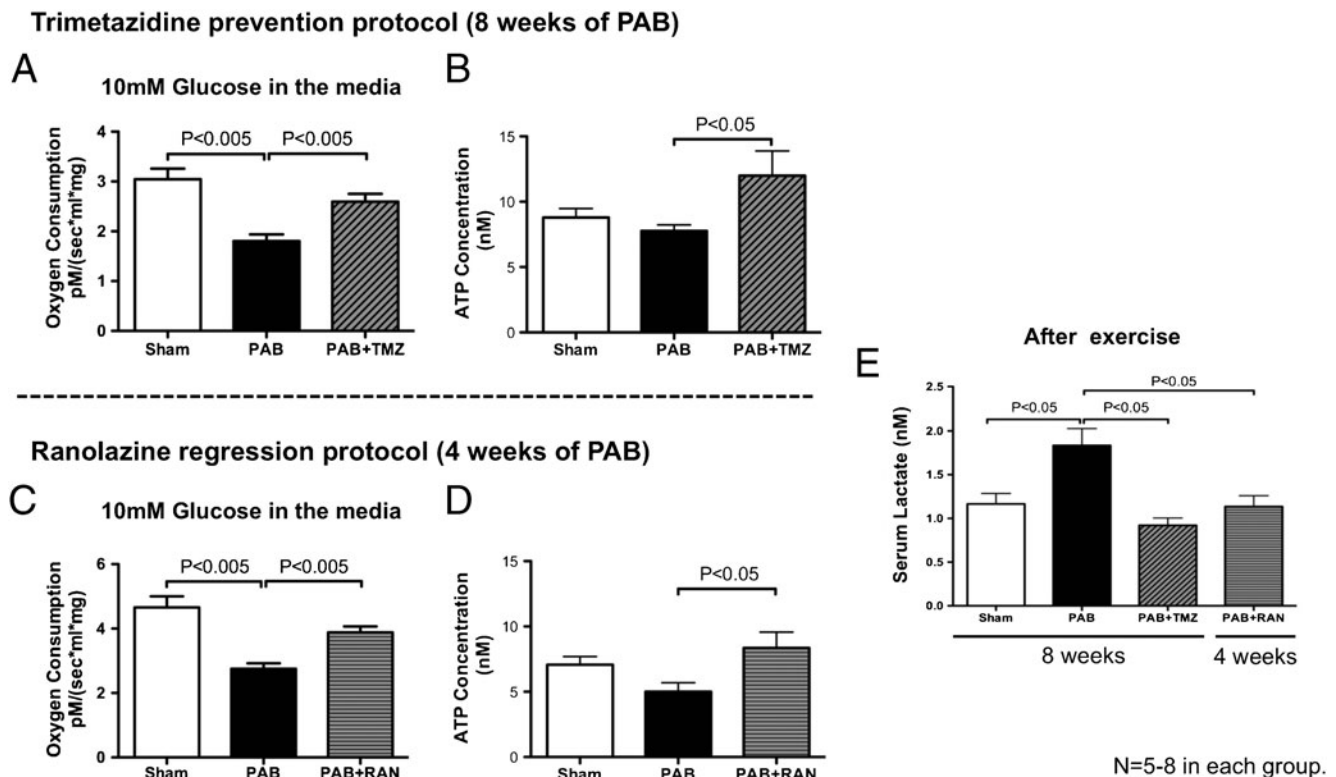 Trimetazidine prevention protocol (8 weeks of PAB)
A
10mM Glucose in the media
Oxygen Consumption
pM/(sec*ml*mg)
4
3
2
1
0
P<0.005
P<0.005
Sham
PAB
PAB+TMZ
B
ATP Concentration
(nM)
15
10
5
0
P<0.05
Sham
PAB
PAB+TMZ
Ranolazine regression protocol (4 weeks of PAB)
C
10mM Glucose in the media
Oxygen Consumption
pM/(sec*ml*mg)
6
4
2
0
P<0.005
P<0.005
Sham
PAB
PAB+RAN
D
ATP Concentration
(nM)
15
10
5
0
P<0.05
Sham
PAB
PAB+RAN
E
After exercise
Serum Lactate (nM)
2.5
2.0
1.5
1.0
0.5
0.0
P<0.05
P<0.05
P<0.05
Sham
PAB
PAB+TMZ
PAB+RAN
8 weeks
4 weeks
N=5-8 in each group.